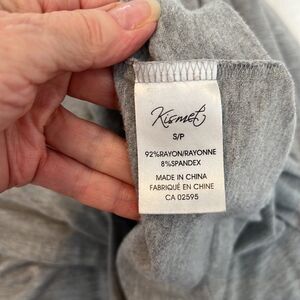 Kismet
S/P
92%RAYON/RAYONNE
8%SPANDEX
MADE IN CHINA
FABRIQUÉ EN CHINE
CA 02595